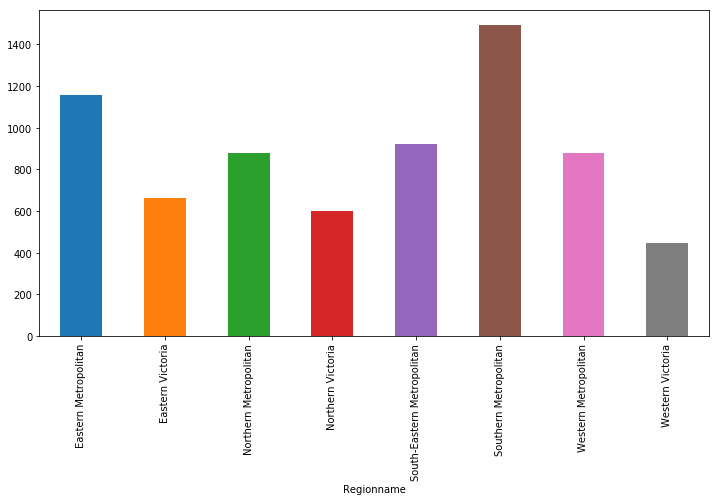 1400
1200
1000
800
600
400
200
0
Eastern Metropolitan
Eastern Victoria
Northern Metropolitan
Northern Victoria
South-Eastern Metropolitan
Southern Metropolitan
Western Metropolitan
Western Victoria
Regionname